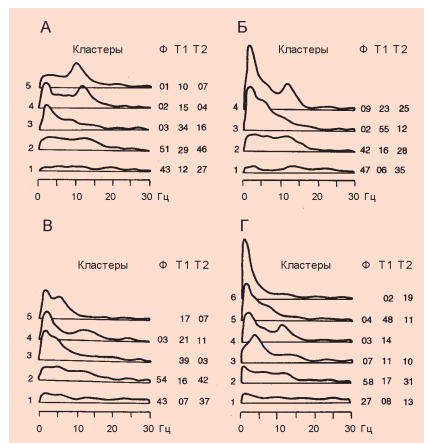 А
Кластеры Ф Т1 Т2
5 01 10 07
4 02 15 04
3 03 34 16
2 51 29 46
1 43 12 27
0 10 20 30 Гц
Б
Кластеры Ф Т1 Т2
4 09 23 25
3 02 55 12
2 42 16 28
1 47 06 35
0 10 20 30 Гц
В
Кластеры Ф Т1 Т2
5 17 07
4 03 21 11
3 39 03
2 54 16 42
1 43 07 37
0 10 20 30 Гц
Г
Кластеры Ф Т1 Т2
6 02 19
5 04 48 11
4 03 14
3 07 11 10
2 58 17 31
1 27 08 13
0 10 20 30 Гц